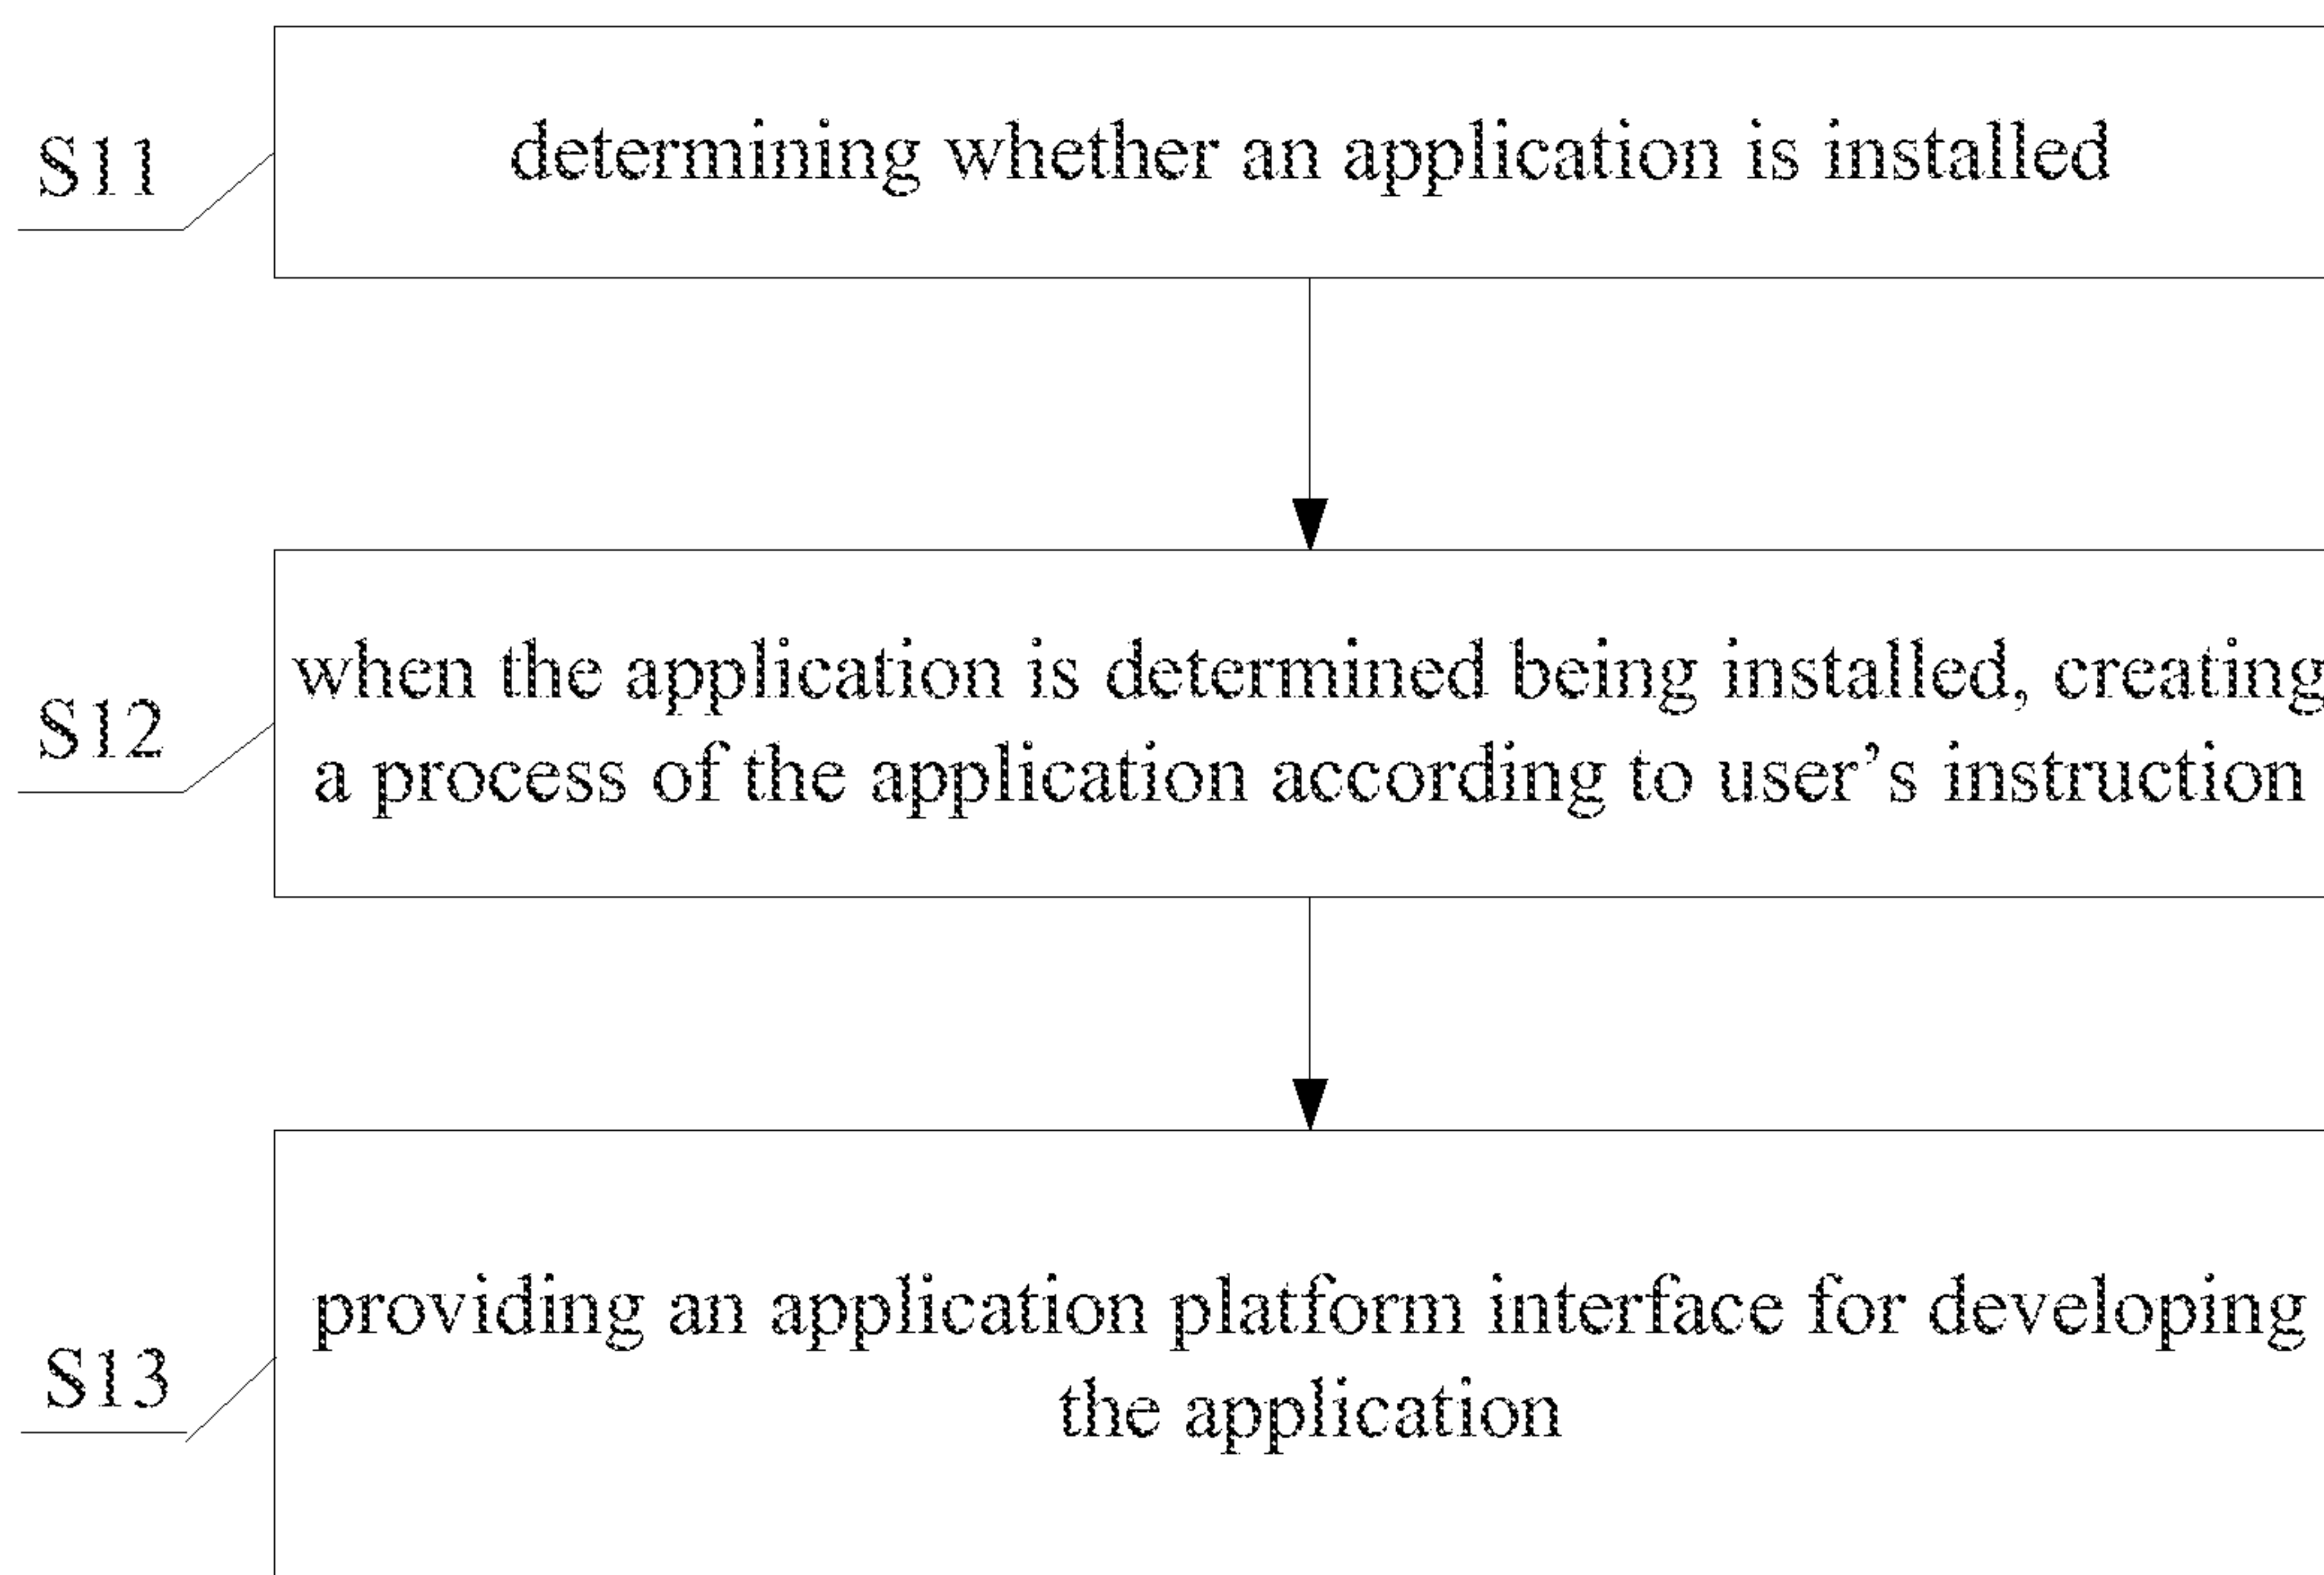 S11
determining whether an application is installed
S12
when the application is determined being installed, creating
a process of the application according to user’s instruction
S13
providing an application platform interface for developing
the application